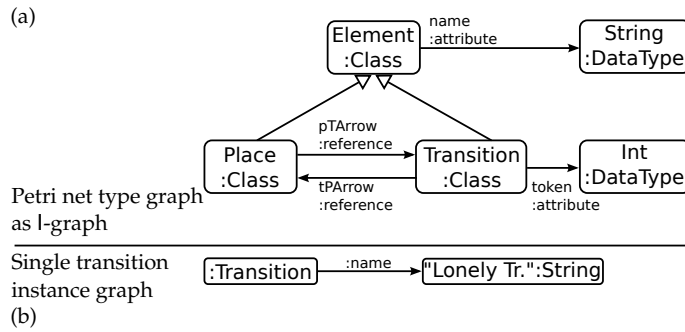 (a)
Element
:Class
name
:attribute
String
:DataType
Place
:Class
pTArrow
:reference
tPArrow
:reference
Transition
:Class
token
:attribute
Int
:DataType
Petri net type graph
as I-graph
Single transition
instance graph
(b)
:Transition
:name
"Lonely Tr.":String